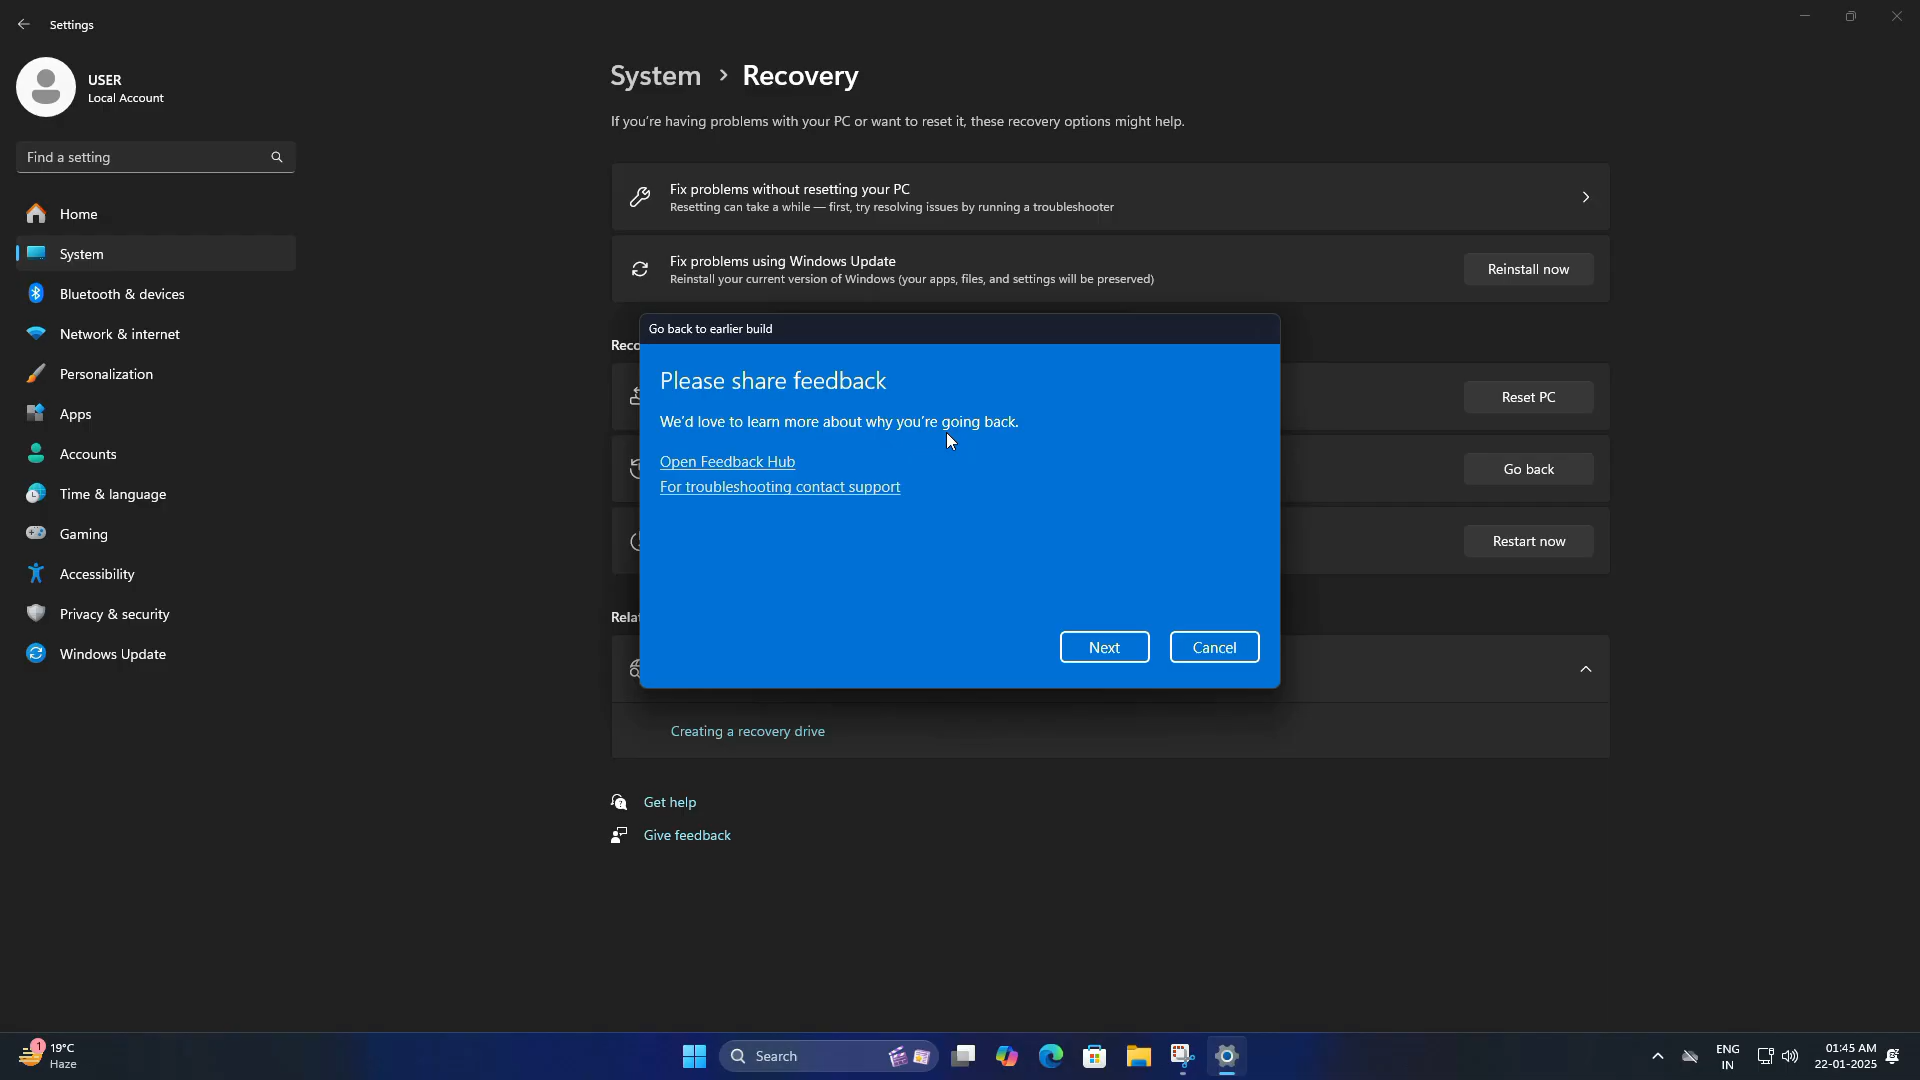 Settings
USER
Local Account
Find a setting
Home
System
Bluetooth & devices
Network & internet
Personalization
Apps
Accounts
Time & language
Gaming
Accessibility
Privacy & security
Windows Update
System > Recovery
If you're having problems with your PC or want to reset it, these recovery options might help.
Fix problems without resetting your PC
Resetting can take a while — first, try resolving issues by running a troubleshooter
Fix problems using Windows Update
Reinstall your current version of Windows (your apps, files, and settings will be preserved)
Reinstall now
Reco
Reset PC
Go back
Restart now
Rela
Go back to earlier build
Please share feedback
We'd love to learn more about why you're going back.
Open Feedback Hub
For troubleshooting contact support
Next
Cancel
Creating a recovery drive
Get help
Give feedback
1
19°C
Haze
Search
ENG
IN
01:45 AM
22-01-2025